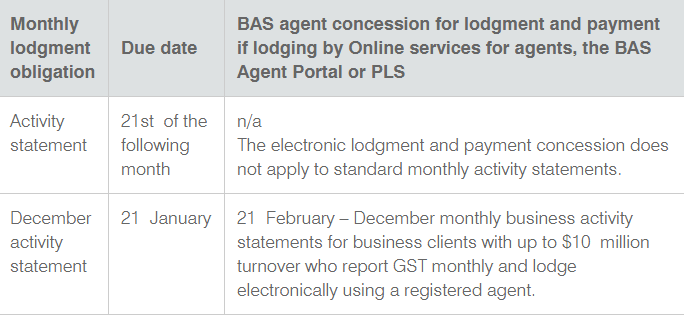 Monthly
lodgment
obligation
Due date
BAS agent concession for lodgment and payment
if lodging by Online services for agents, the BAS
Agent Portal or PLS
Activity
statement
21st of the
following
month
n/a
The electronic lodgment and payment concession does
not apply to standard monthly activity statements.
December
activity
statement
21 January
21 February – December monthly business activity
statements for business clients with up to $10 million
turnover who report GST monthly and lodge
electronically using a registered agent.